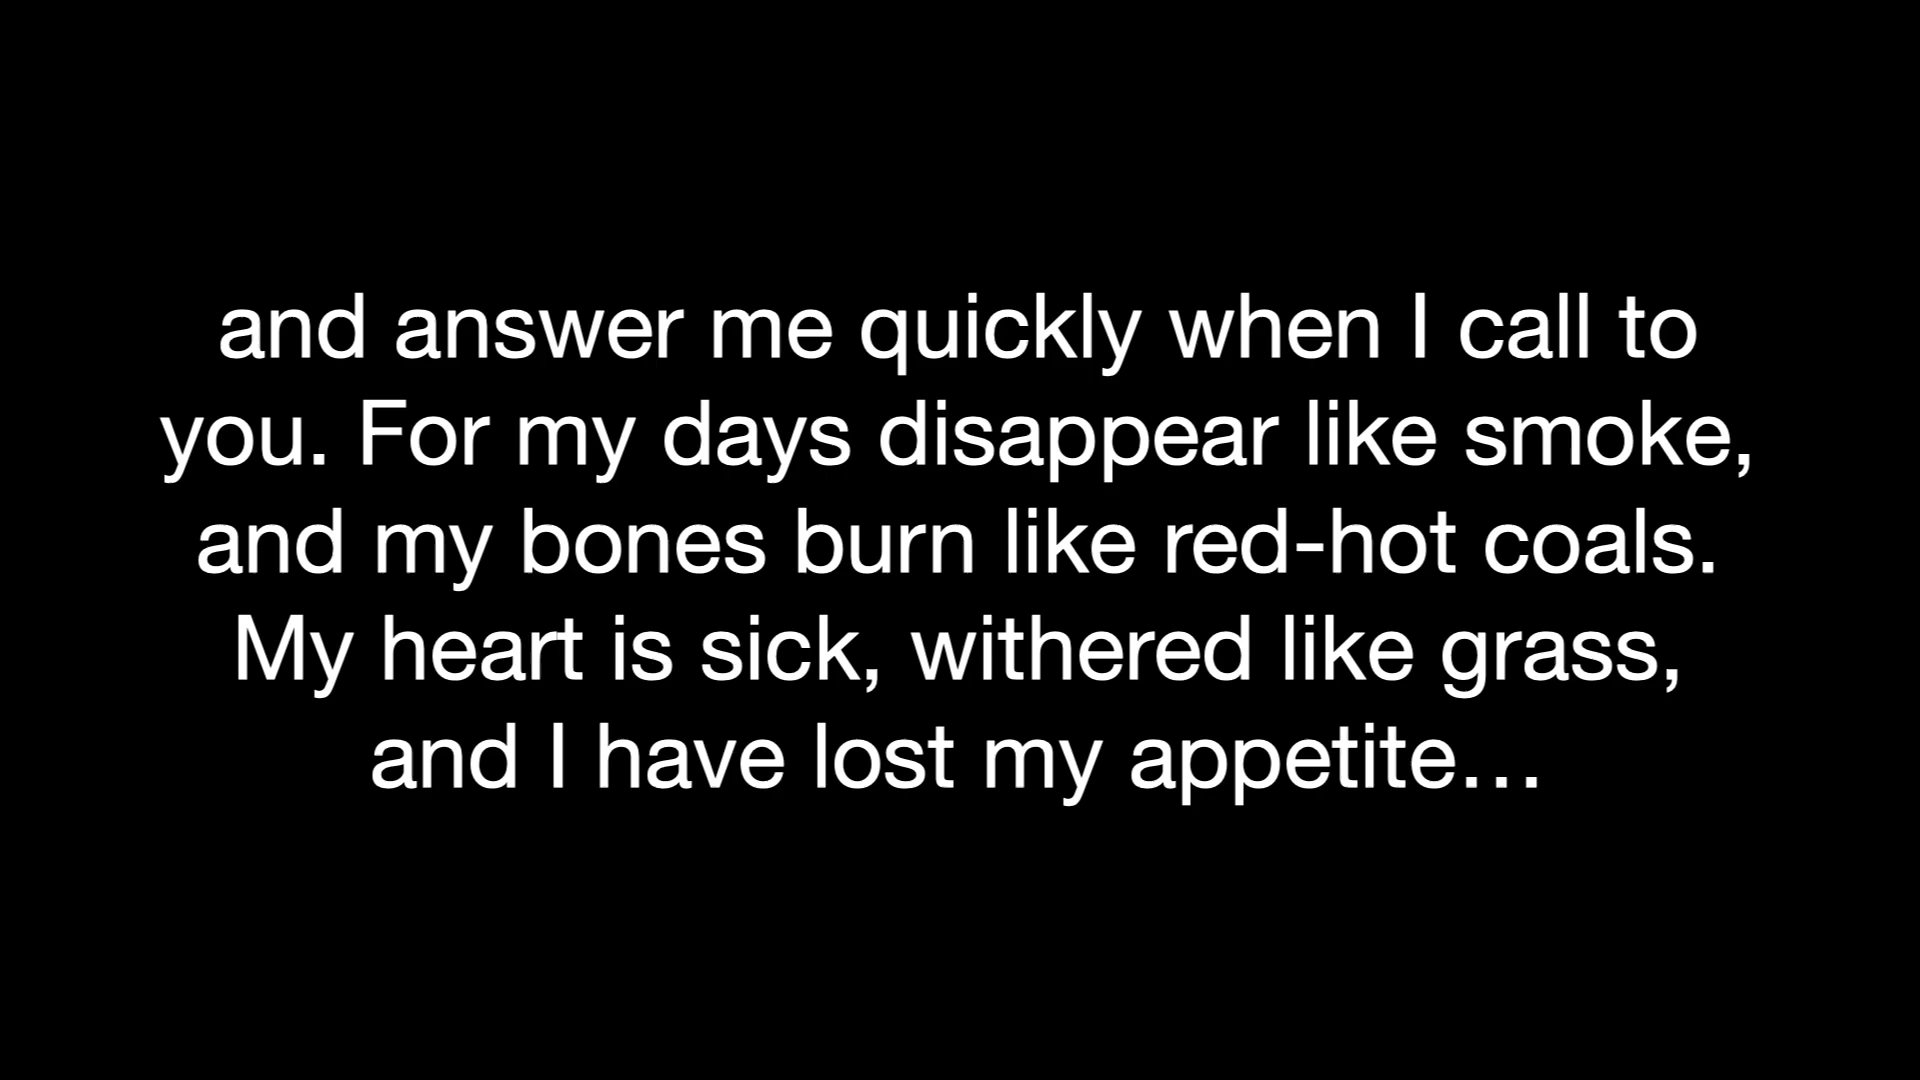 and answer me quickly when I call to
you. For my days disappear like smoke,
and my bones burn like red-hot coals.
My heart is sick, withered like grass,
and I have lost my appetite…